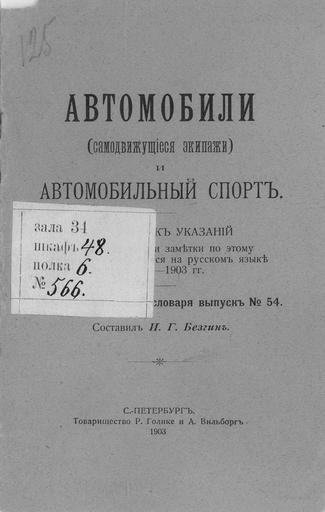 125
АВТОМОБИЛИ
(самодвижущіеся экипажи)
и
АВТОМОБИЛЬНЫЙ СПОРТЪ.
зала 34
шкафъ 48.
полка 6.
№ 566.
КЪ УКАЗАНІЙ
и замѣтки по этому
ся на русскомъ языкѣ
—1903 гг.
словаря выпускъ № 54.
Составилъ И. Г. Безгинъ.
С.-ПЕТЕРБУРГЪ.
Товарищество Р. Голике и А. Вильборгъ
1903